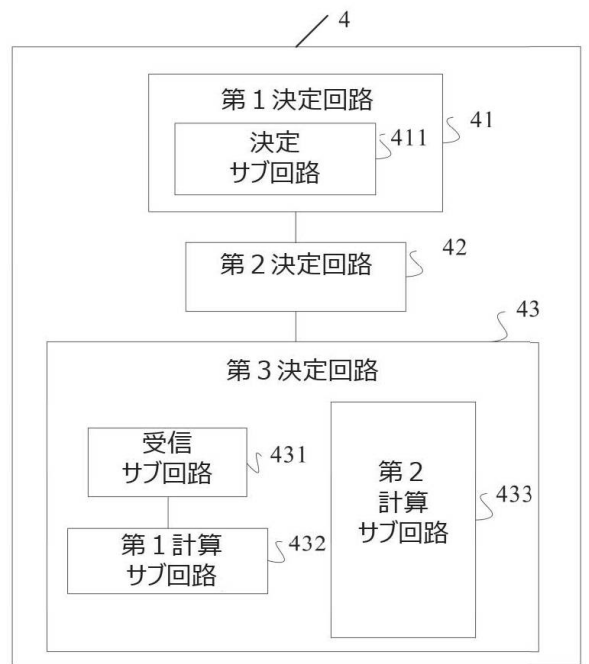 4
第１決定回路
41
決定
サブ回路
411
第２決定回路
42
43
第３決定回路
受信
サブ回路
431
第１計算
サブ回路
432
第２
計算
サブ回路
433